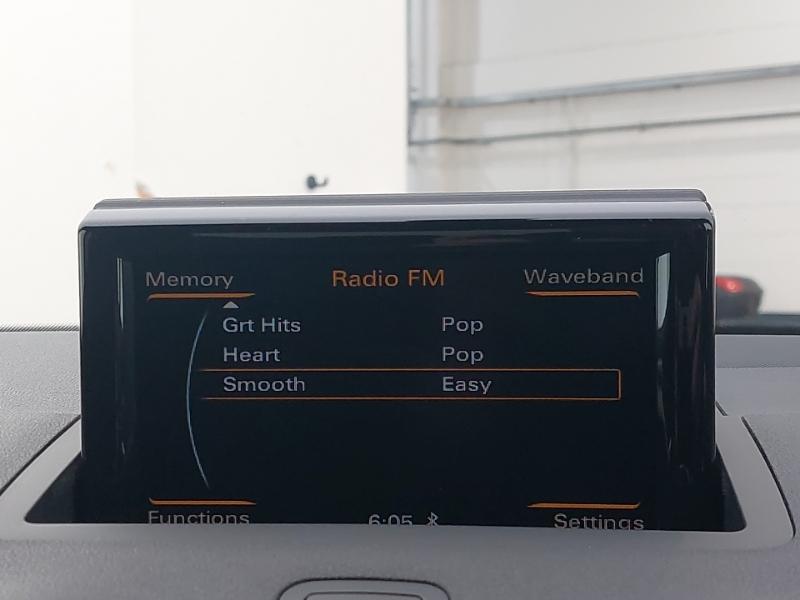 Memory Radio FM Waveband
Grt Hits Pop
Heart Pop
Smooth Easy
Functions 6:05 Settings